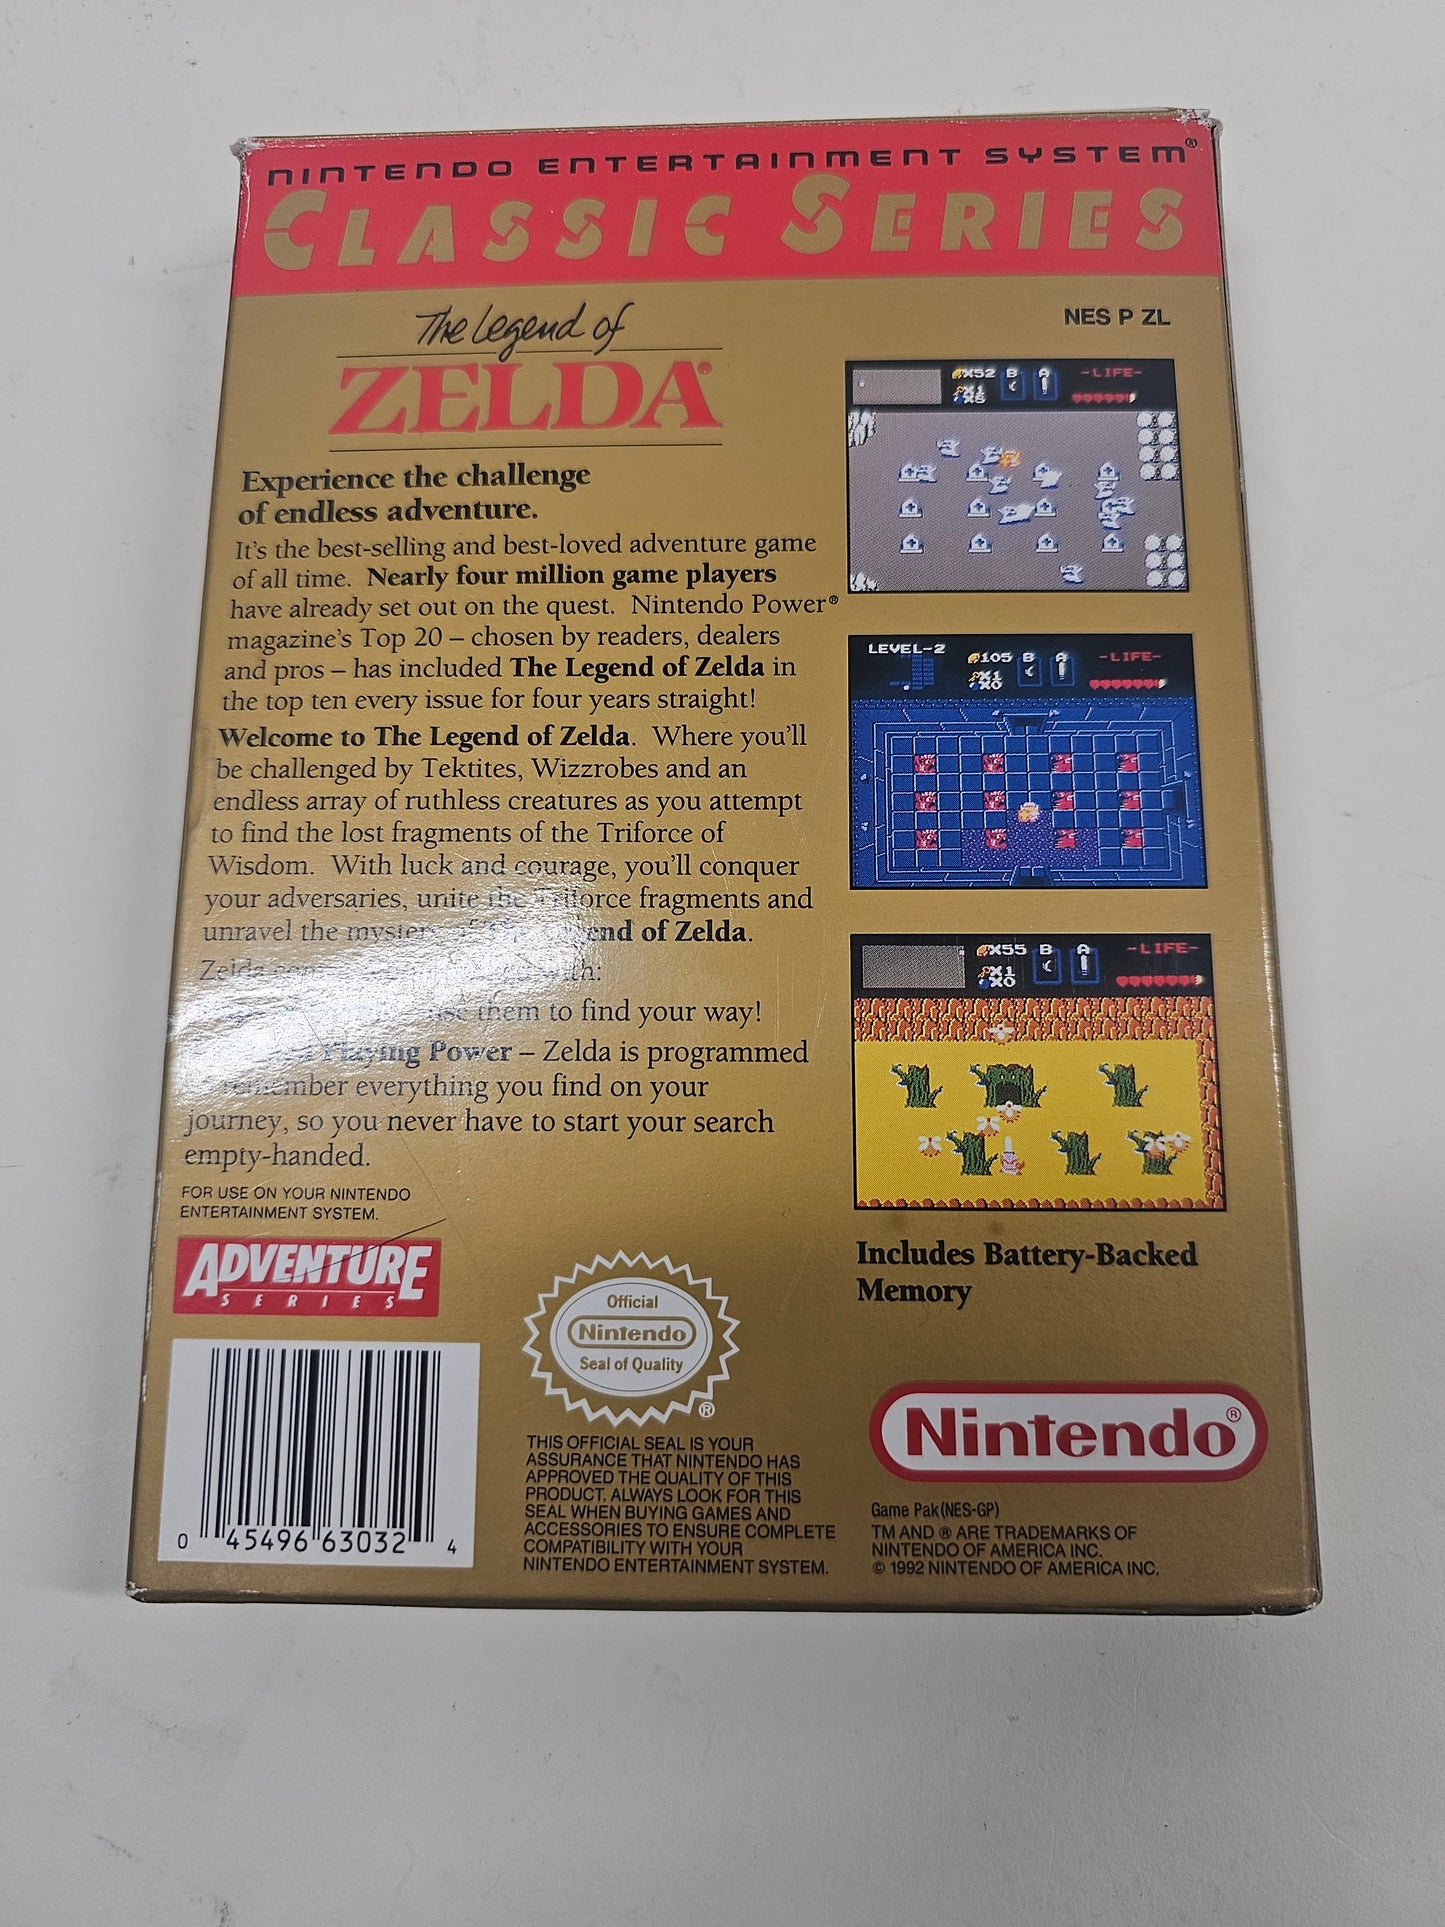 NINTENDO ENTERTAINMENT SYSTEM®
CLASSIC SERIES
The Legend of
ZELDA®
NES P ZL
Experience the challenge
of endless adventure.
It's the best-selling and best-loved adventure game
of all time. Nearly four million game players
have already set out on the quest. Nintendo Power®
magazine's Top 20 – chosen by readers, dealers
and pros – has included The Legend of Zelda in
the top ten every issue for four years straight!
Welcome to The Legend of Zelda. Where you'll
be challenged by Tektites, Wizzrobes and an
endless array of ruthless creatures as you attempt
to find the lost fragments of the Triforce of
Wisdom. With luck and courage, you'll conquer
your adversaries, unite the Triforce fragments and
unravel the mystery of The Legend of Zelda.
Zelda with:
use them to find your way!
Playing Power – Zelda is programmed
remember everything you find on your
journey, so you never have to start your search
empty-handed.
FOR USE ON YOUR NINTENDO
ENTERTAINMENT SYSTEM.
ADVENTURE
SERIES
0 45496 63032 4
Official
Nintendo
Seal of Quality
®
THIS OFFICIAL SEAL IS YOUR
ASSURANCE THAT NINTENDO HAS
APPROVED THE QUALITY OF THIS
PRODUCT. ALWAYS LOOK FOR THIS
SEAL WHEN BUYING GAMES AND
ACCESSORIES TO ENSURE COMPLETE
COMPATIBILITY WITH YOUR
NINTENDO ENTERTAINMENT SYSTEM.
X52 B A -LIFE-
X1
X8
LEVEL-2
105 B A -LIFE-
X1
X0
X55 B A -LIFE-
X1
X0
Includes Battery-Backed
Memory
Nintendo®
Game Pak (NES-GP)
TM AND ® ARE TRADEMARKS OF
NINTENDO OF AMERICA INC.
© 1992 NINTENDO OF AMERICA INC.